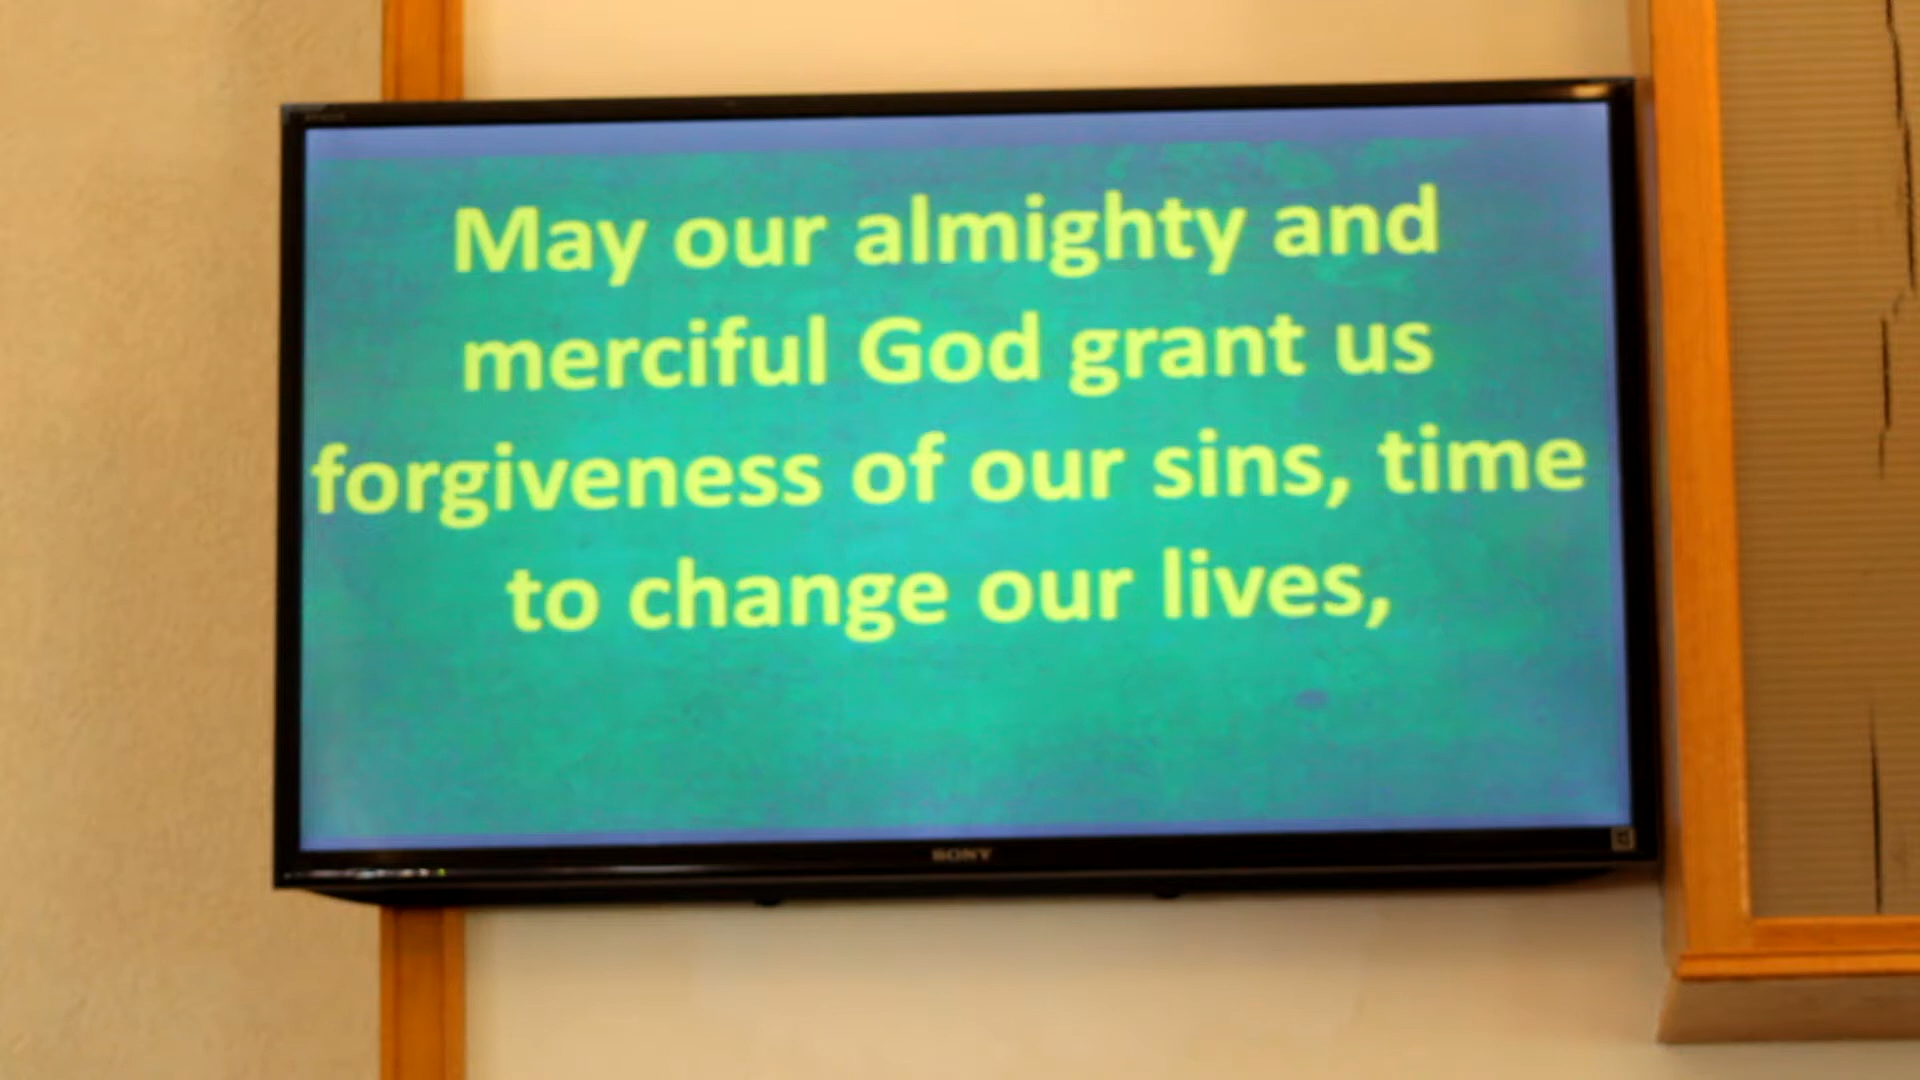 May our almighty and
merciful God grant us
forgiveness of our sins, time
to change our lives,
SONY